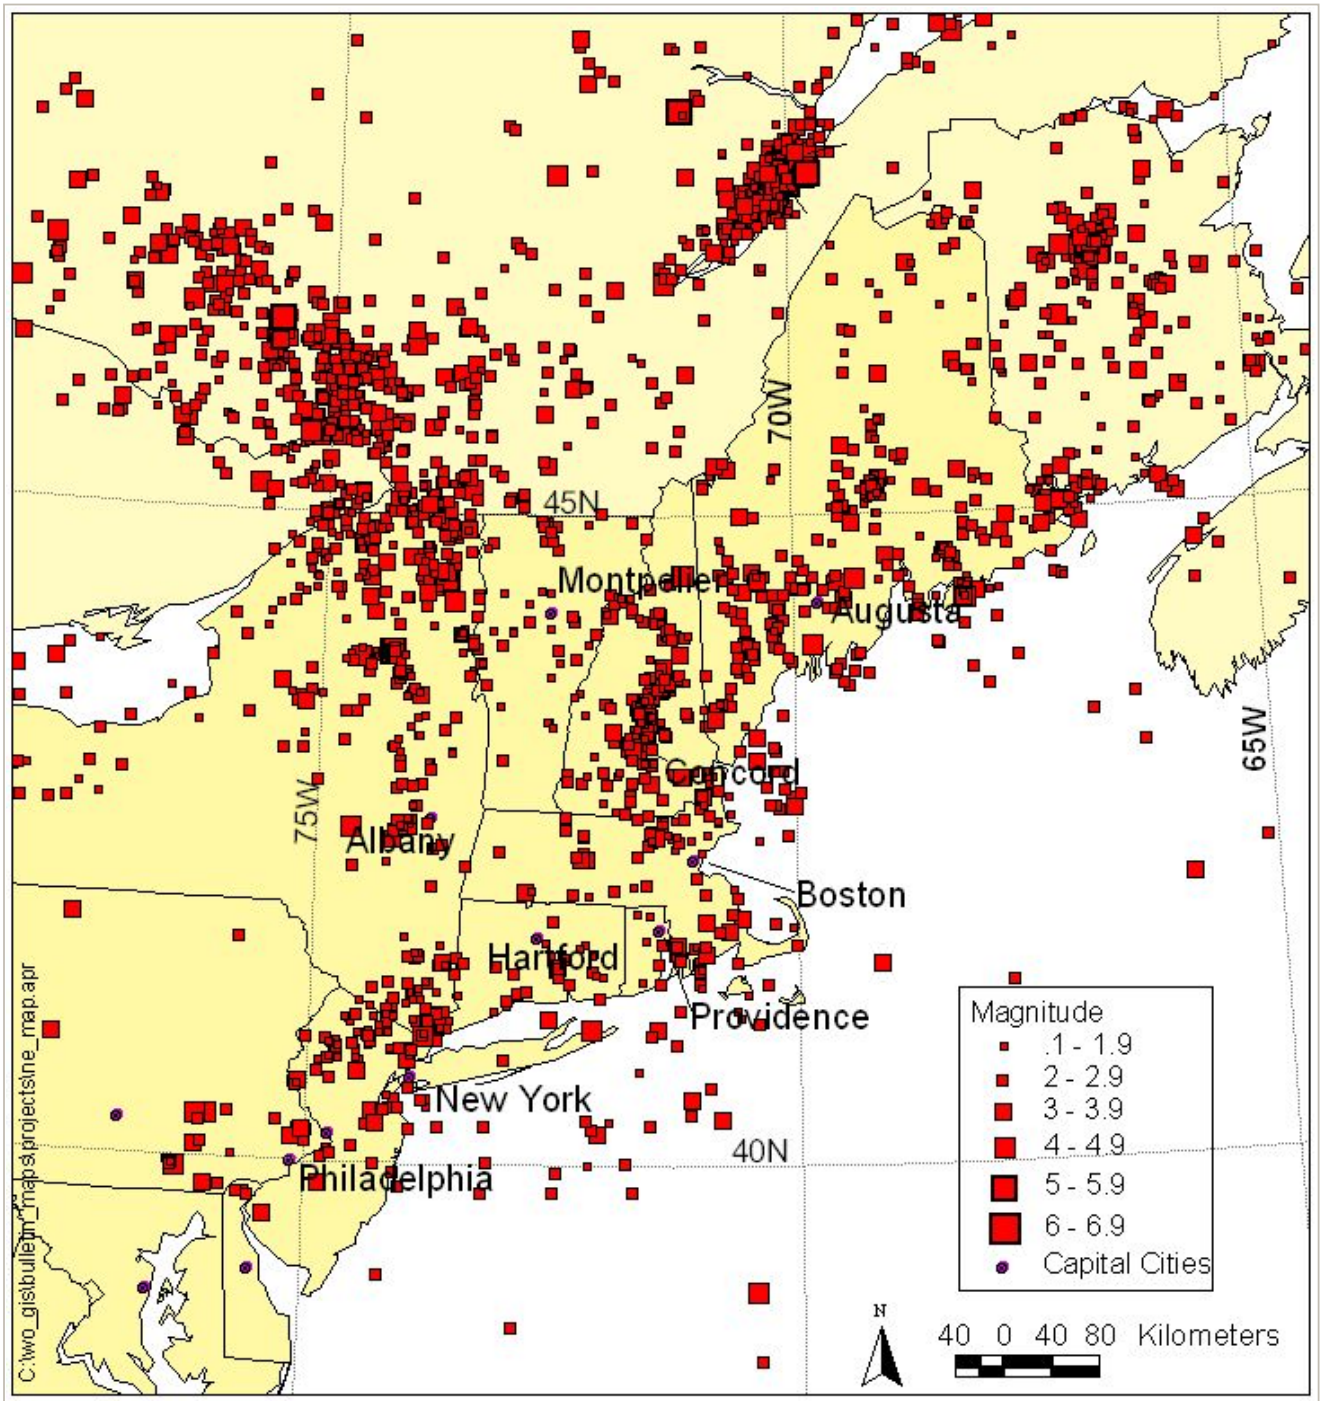 70W
45N
Montpelier
Augusta
65W
Concord
75W
Albany
Boston
Hartford
Providence
New York
40N
Philadelphia
C:\two_gis\bulletin_maps\projects\ne_map.apr
Magnitude
.1 - 1.9
2 - 2.9
3 - 3.9
4 - 4.9
5 - 5.9
6 - 6.9
Capital Cities
N
40 0 40 80 Kilometers